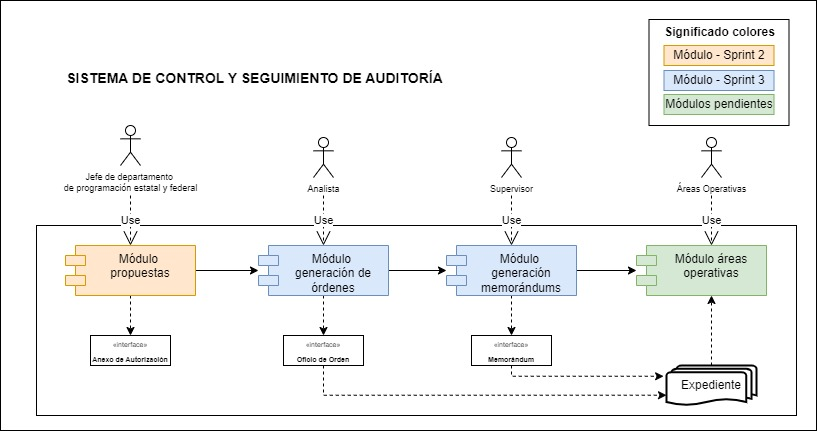 Significado colores
Módulo - Sprint 2
Módulo - Sprint 3
Módulos pendientes
SISTEMA DE CONTROL Y SEGUIMIENTO DE AUDITORÍA
Jefe de departamento
de programación estatal y federal
Analista
Supervisor
Áreas Operativas
Use
Use
Use
Use
Módulo
propuestas
Módulo
generación de
órdenes
Módulo
generación
memorándums
Módulo áreas
operativas
«interface»
Anexo de Autorización
«interface»
Oficio de Orden
«interface»
Memorándum
Expediente